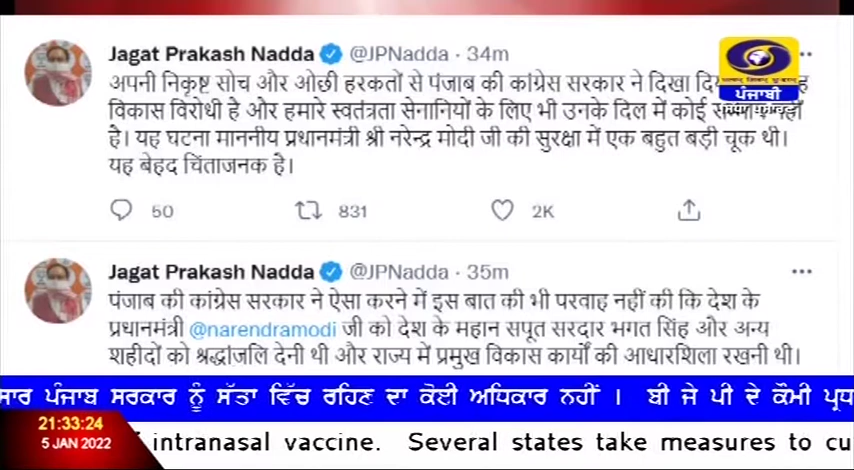 Jagat Prakash Nadda @JPNadda · 34m
अपनी निकृष्ट सोच और ओछी हरकतों से पंजाब की कांग्रेस सरकार ने दिखा
विकास विरोधी है और हमारे स्वतंत्रता सेनानियों के लिए भी उनके दिल में कोई
है। यह घटना माननीय प्रधानमंत्री श्री नरेन्द्र मोदी जी की सुरक्षा में एक बहुत बड़ी चूक थी।
यह बेहद चिंताजनक है।
50 831 2K
ਪੰਜਾਬੀ
Jagat Prakash Nadda @JPNadda · 35m
पंजाब की कांग्रेस सरकार ने ऐसा करने में इस बात की भी परवाह नहीं की कि देश के
प्रधानमंत्री @narendramodi जी को देश के महान सपूत सरदार भगत सिंह और अन्य
शहीदों को श्रद्धांजलि देनी थी और राज्य में प्रमुख विकास कार्यों की आधारशिला रखनी थी।
ਸਾਰ ਪੰਜਾਬ ਸਰਕਾਰ ਨੂੰ ਸੱਤਾ ਵਿੱਚ ਰਹਿਣ ਦਾ ਕੋਈ ਅਧਿਕਾਰ ਨਹੀਂ । ਬੀ ਜੇ ਪੀ ਦੇ ਕੌਮੀ ਪ੍ਰਧ
21:33:24
5 JAN 2022
f intranasal vaccine. Several states take measures to cu